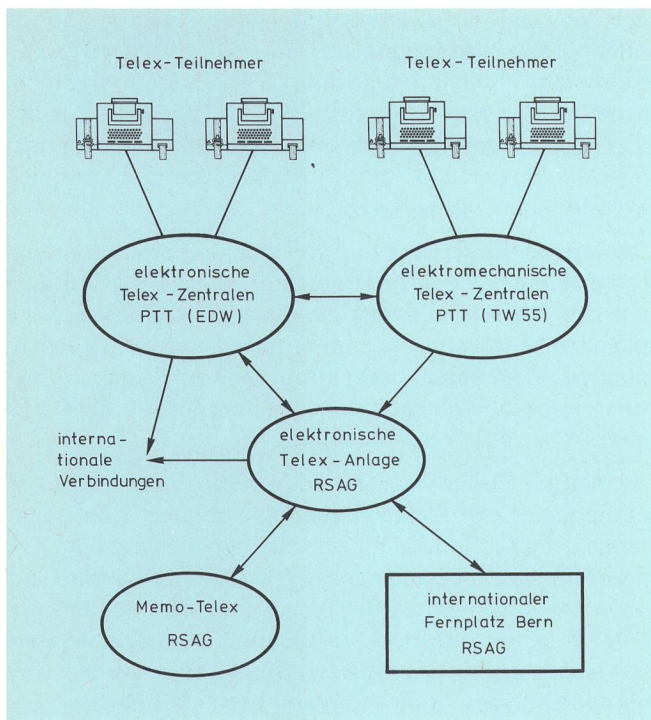 Telex-Teilnehmer
Telex-Teilnehmer
elektronische
Telex-Zentralen
PTT (EDW)
elektromechanische
Telex-Zentralen
PTT (TW 55)
interna-
tionale
Verbindungen
elektronische
Telex-Anlage
RSAG
Memo-Telex
RSAG
internationaler
Fernplatz Bern
RSAG